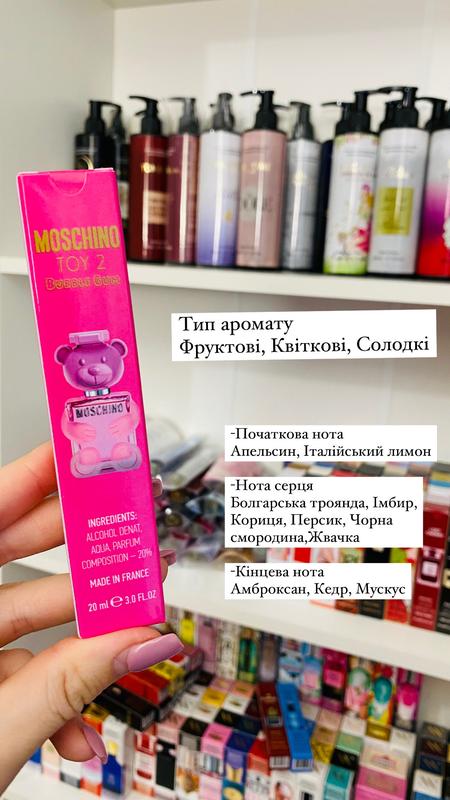 MOSCHINO
TOY 2
BUBBLE GUM
MOSCHINO
INGREDIENTS:
ALCOHOL DENAT,
AQUA, PARFUM
COMPOSITION – 20%
MADE IN FRANCE
20 ml e 3.0 FL.OZ
Тип аромату
Фруктові, Квіткові, Солодкі
-Початкова нота
Апельсин, Італійський лимон
-Нота серця
Болгарська троянда, Імбир,
Кориця, Персик, Чорна
смородина,Жвачка
-Кінцева нота
Амброксан, Кедр, Мускус